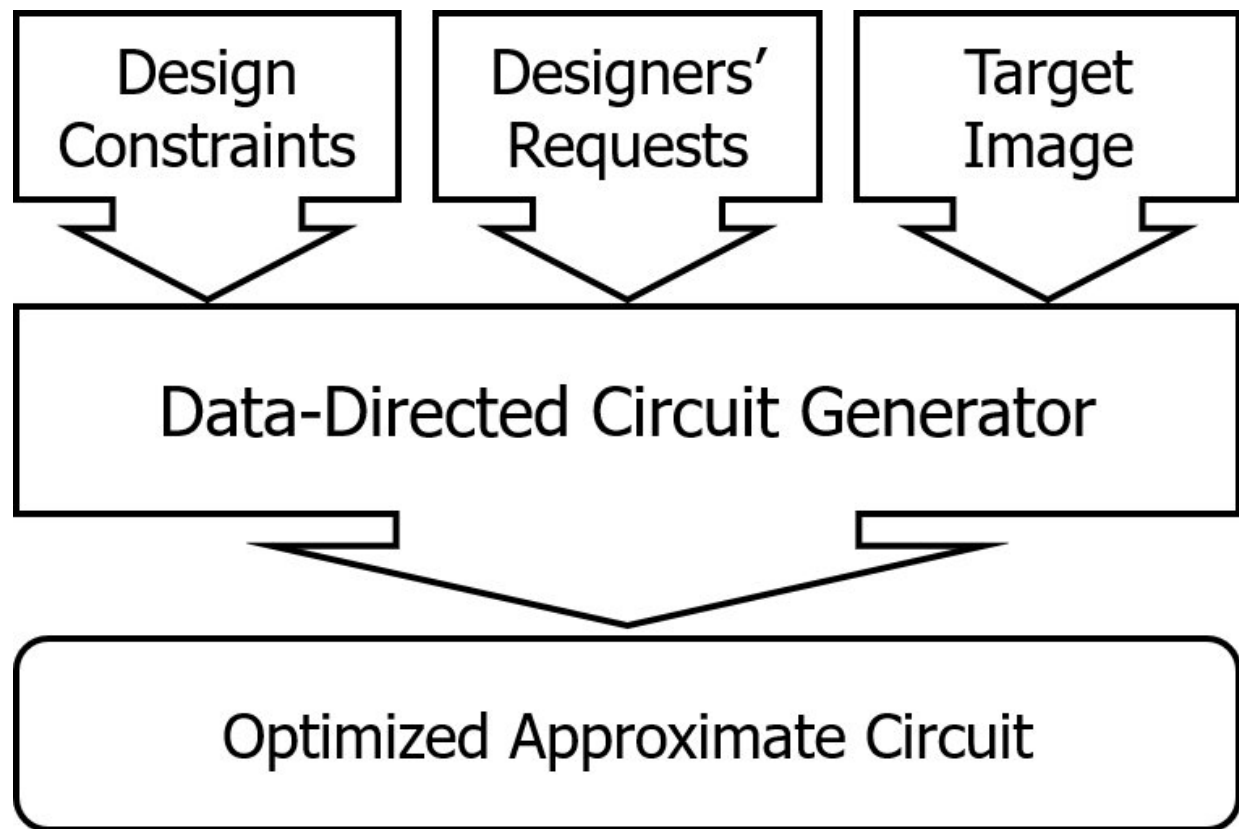 Design
Constraints
Designers’
Requests
Target
Image
Data-Directed Circuit Generator
Optimized Approximate Circuit